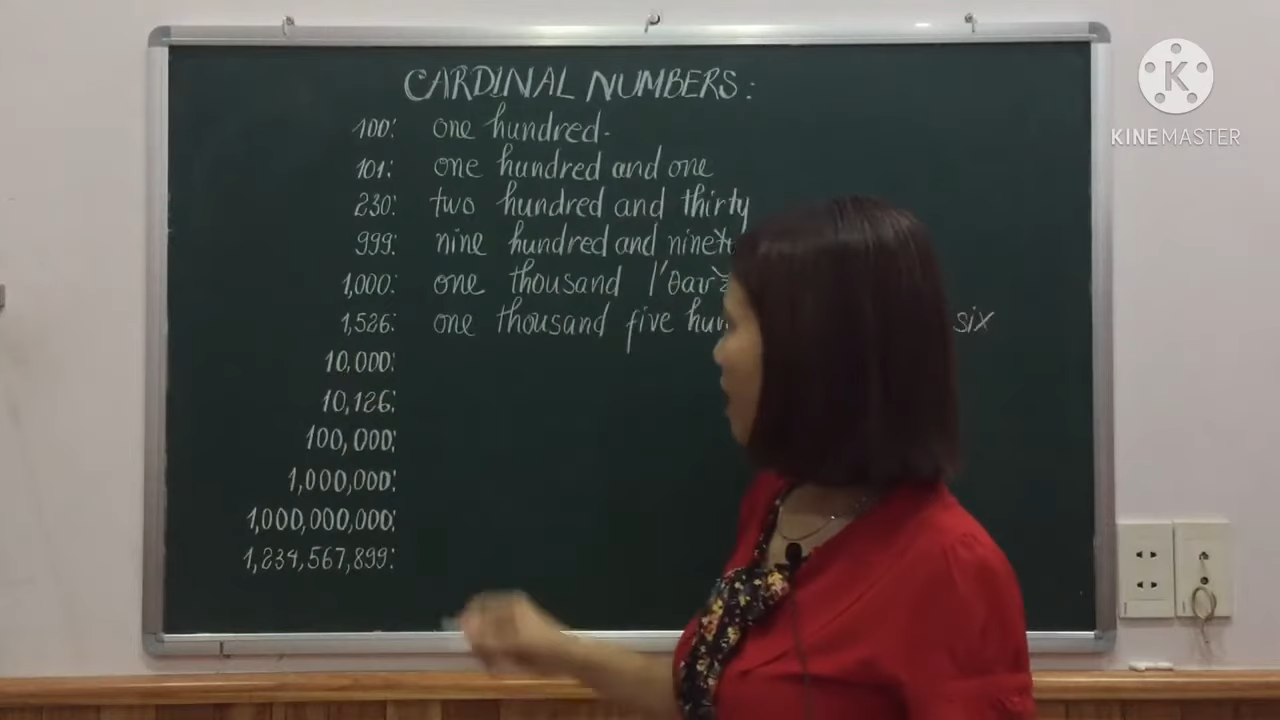 CARDINAL NUMBERS:
100: one hundred.
101: one hundred and one
230: two hundred and thirty
999: nine hundred and
1,000: one thousand
1,526: one thousand five six
10,000:
10,126:
100,000:
1,000,000:
1,000,000,000:
1,234,567,899:
K
KINEMASTER